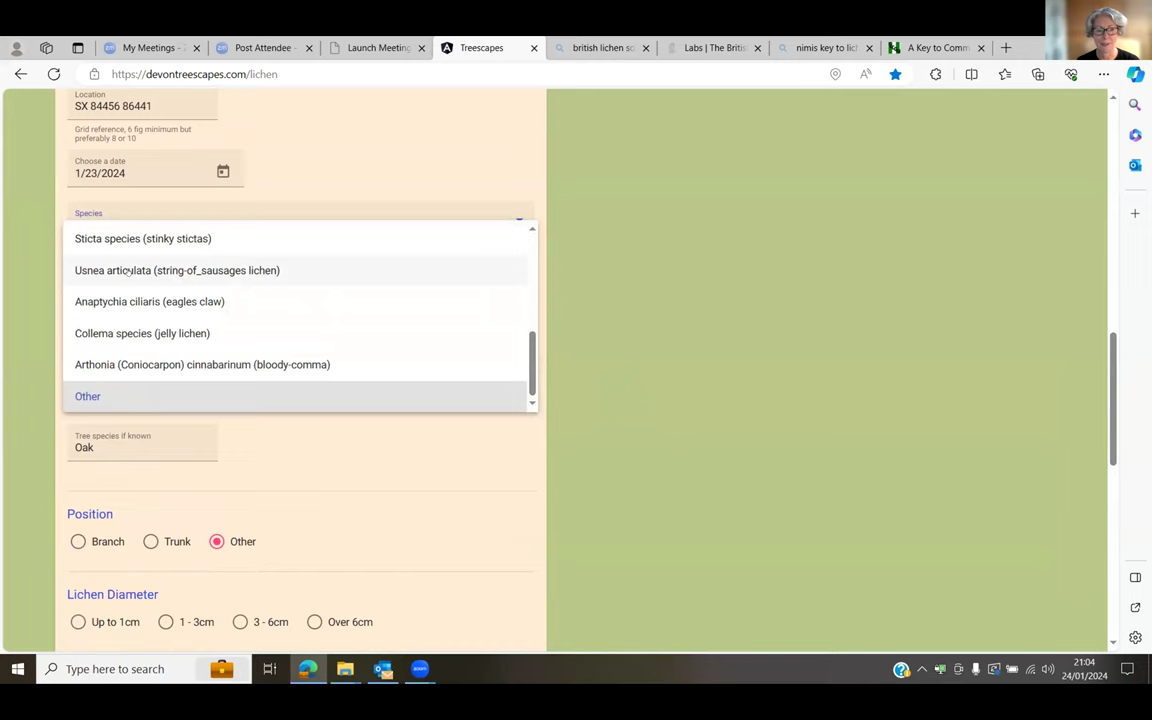 My Meetings - Z
Post Attendee -
Launch Meeting
Treescapes
british lichen so
Labs | The Briti
nimis key to lic
A Key to Comm
https://devontreescapes.com/lichen
Location
SX 84456 86441
Grid reference, 6 fig minimum but
preferably 8 or 10
Choose a date
1/23/2024
Species
Sticta species (stinky stictas)
Usnea articulata (string-of_sausages lichen)
Anaptychia ciliaris (eagles claw)
Collema species (jelly lichen)
Arthonia (Coniocarpon) cinnabarinum (bloody-comma)
Other
Tree species if known
Oak
Position
Branch Trunk Other
Lichen Diameter
Up to 1cm 1 - 3cm 3 - 6cm Over 6cm
Type here to search
zoom
21:04
24/01/2024